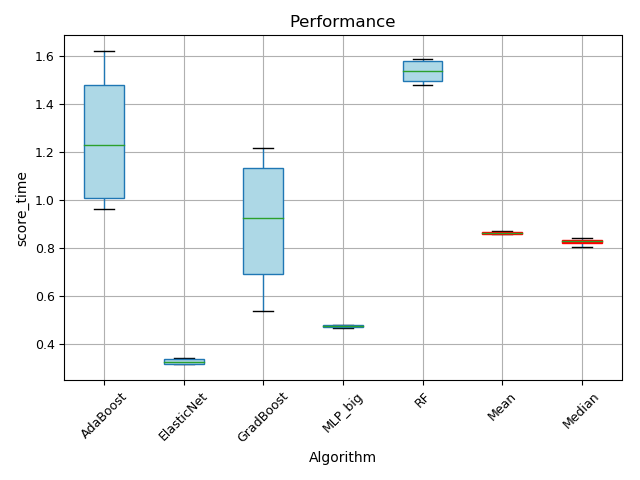 Performance
1.6
1.4
1.2
1.0
0.8
0.6
0.4
score_time
AdaBoost
ElasticNet
GradBoost
MLP_big
RF
Mean
Median
Algorithm